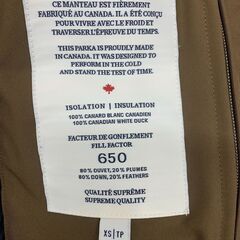 CE MANTEAU EST FIÈREMENT
FABRIQUÉ AU CANADA. IL A ÉTÉ
CONÇU POUR VIVRE
AVEC LE FROID ET
TRAVERSER L'ÉPREUVE DU TEMPS.
THIS PARKA IS PROUDLY MADE
IN CANADA. IT WAS DESIGNED TO
PERFORM IN THE COLD
AND STAND THE TEST OF TIME.
ISOLATION | INSULATION
100% CANARD BLANC CANADIEN
100% CANADIAN WHITE DUCK
FACTEUR DE GONFLEMENT
FILL FACTOR
650
80% DUVET, 20% PLUMES
80% DOWN, 20% FEATHERS
QUALITÉ SUPRÊME
SUPREME QUALITY
XS | TP